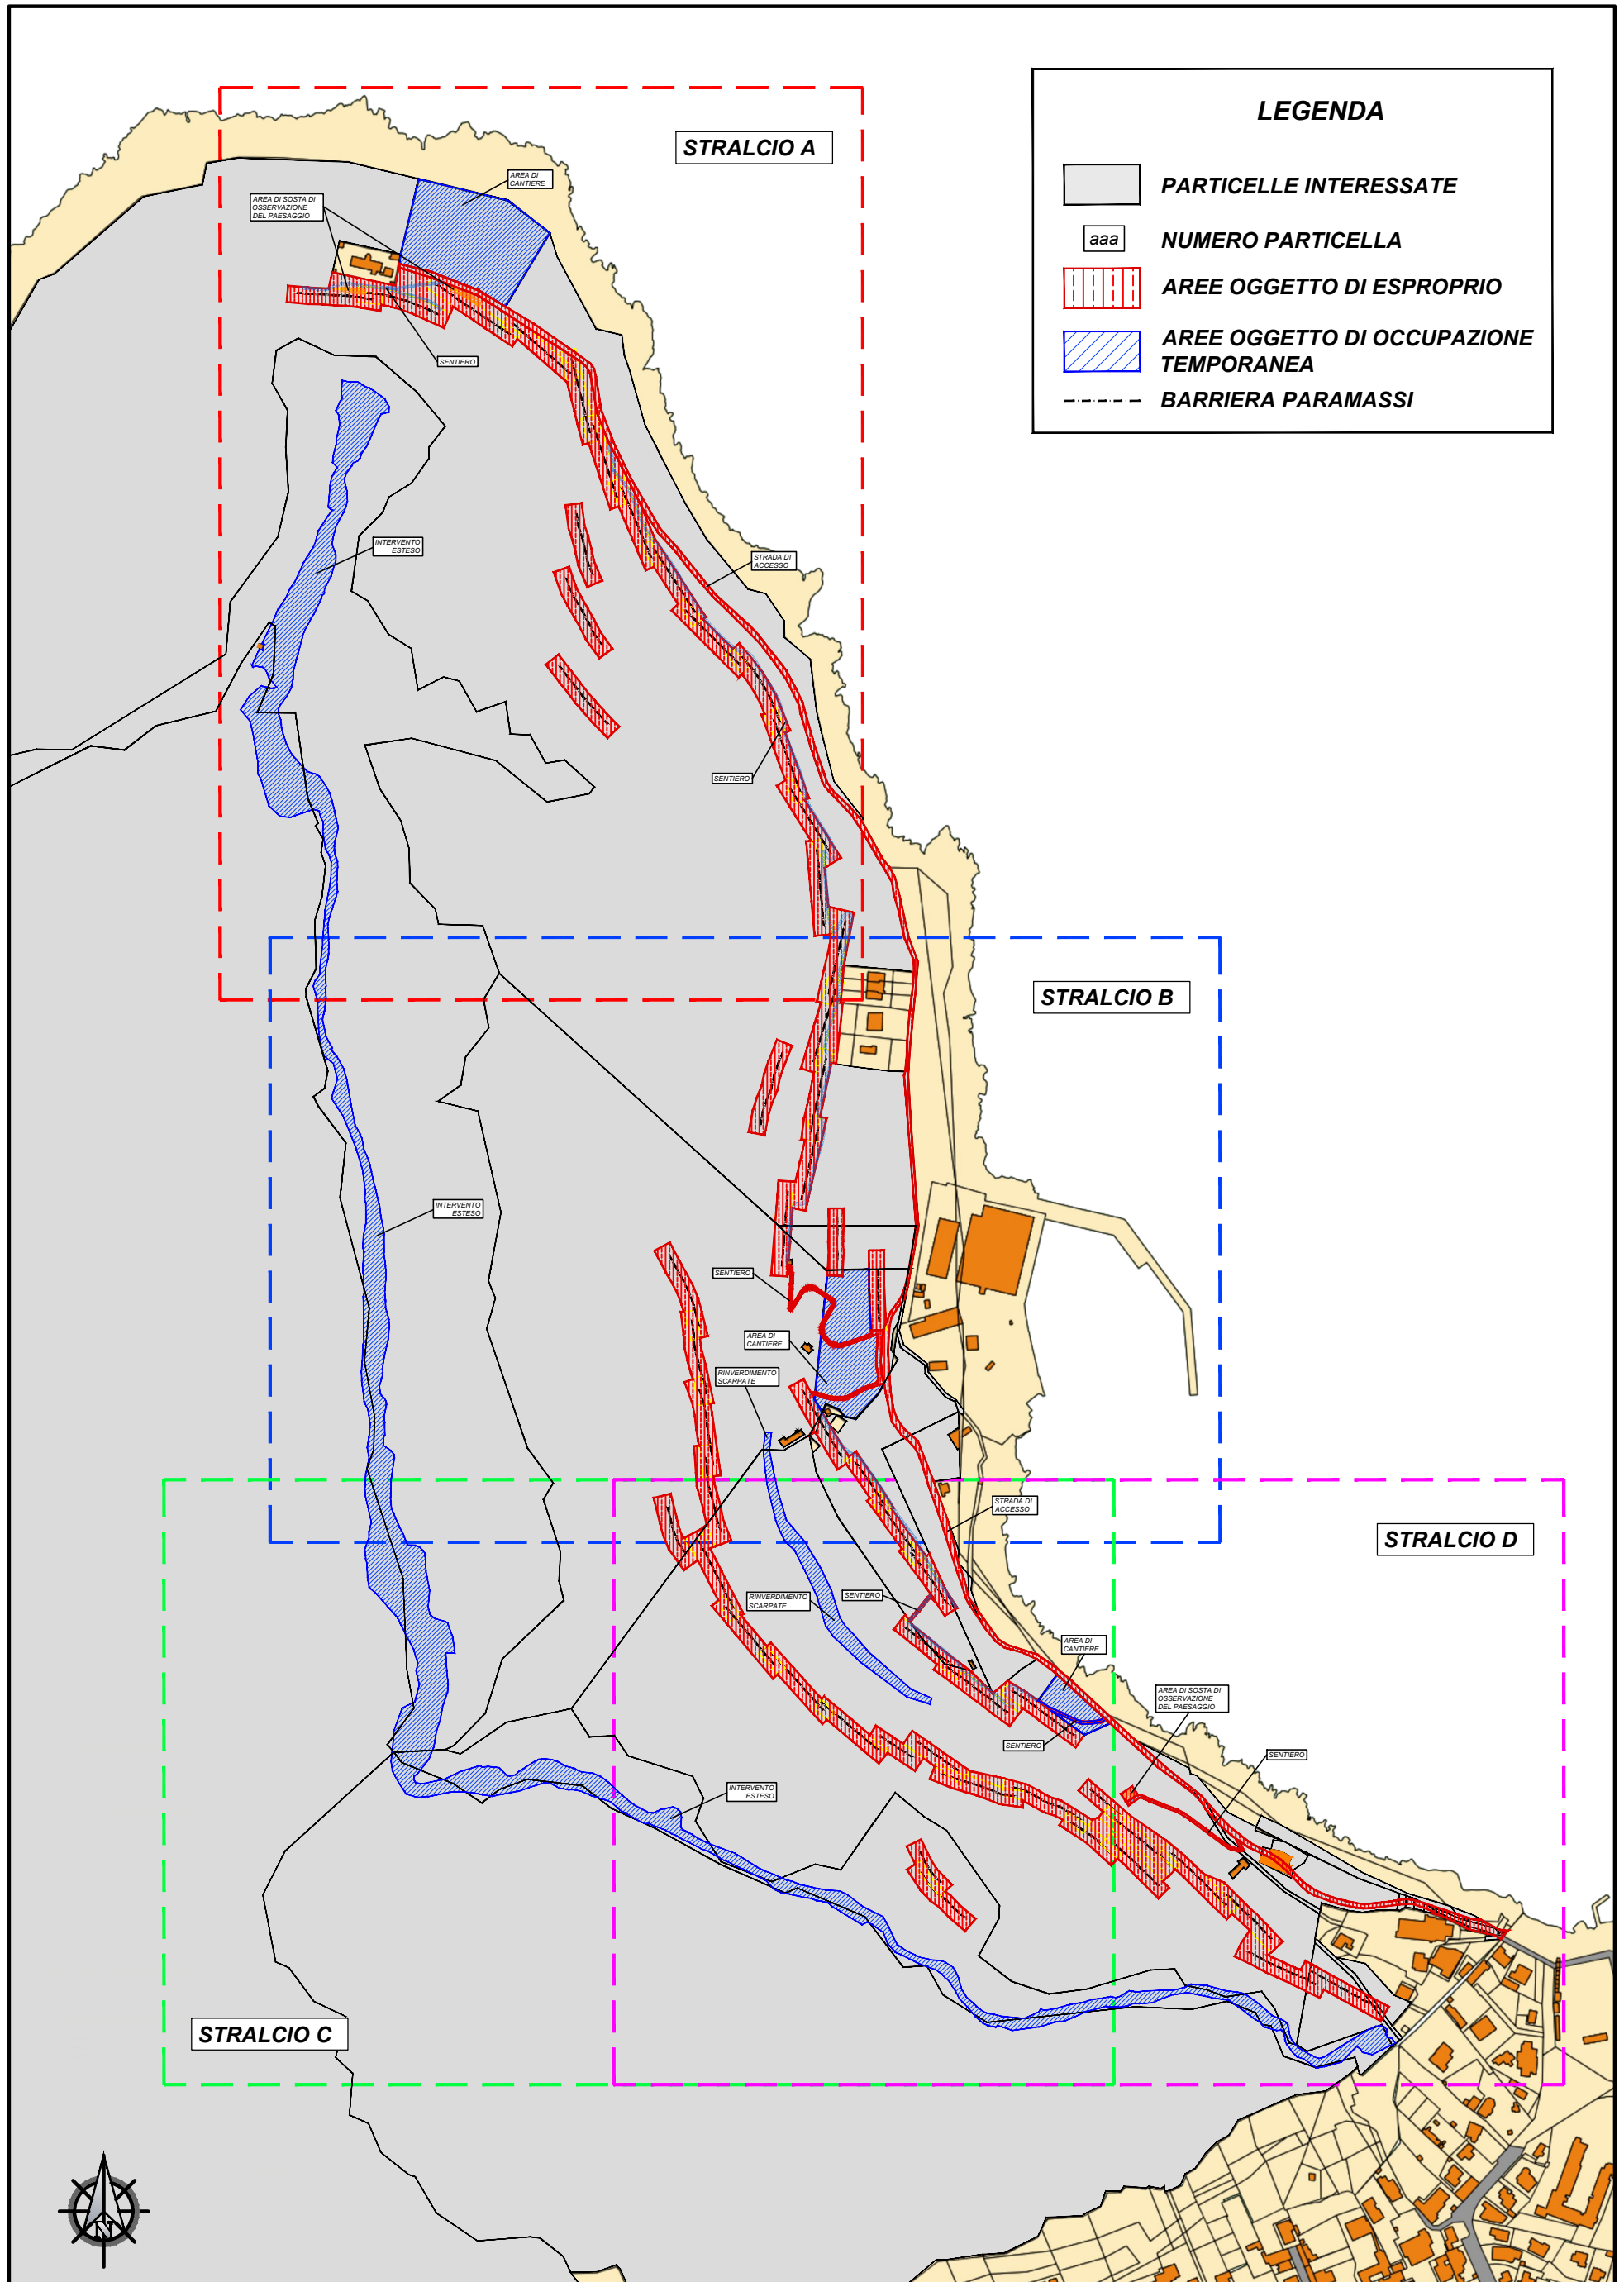 LEGENDA
PARTICELLE INTERESSATE
aaa
NUMERO PARTICELLA
AREE OGGETTO DI ESPROPRIO
AREE OGGETTO DI OCCUPAZIONE
TEMPORANEA
BARRIERA PARAMASSI
STRALCIO A
AREA DI
CANTIERE
AREA DI SOSTA DI
OSSERVAZIONE
DEL PAESAGGIO
SENTIERO
INTERVENTO
ESTESO
STRADA DI
ACCESSO
SENTIERO
STRALCIO B
INTERVENTO
ESTESO
SENTIERO
AREA DI
CANTIERE
RINVERDIMENTO
SCARPATE
STRADA DI
ACCESSO
STRALCIO D
RINVERDIMENTO
SCARPATE
SENTIERO
AREA DI
CANTIERE
AREA DI SOSTA DI
OSSERVAZIONE
DEL PAESAGGIO
SENTIERO
SENTIERO
INTERVENTO
ESTESO
STRALCIO C
N